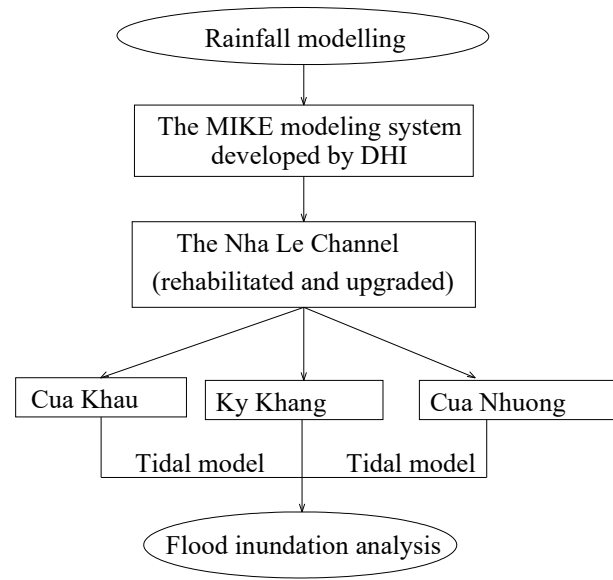 Rainfall modelling
The MIKE modeling system
developed by DHI
The Nha Le Channel
(rehabilitated and upgraded)
Cua Khau
Ky Khang
Cua Nhuong
Tidal model
Tidal model
Flood inundation analysis